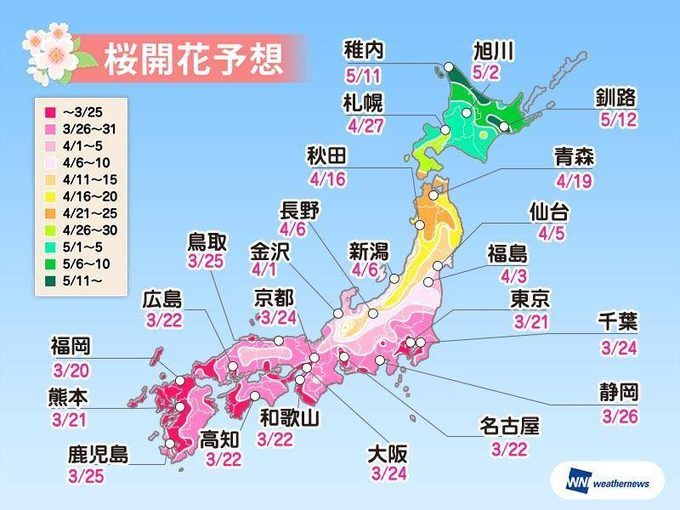 桜開花予想
～3/25
3/26～31
4/1～5
4/6～10
4/11～15
4/16～20
4/21～25
4/26～30
5/1～5
5/6～10
5/11～
稚内
5/11
旭川
5/2
札幌
4/27
釧路
5/12
秋田
4/16
青森
4/19
長野
4/6
仙台
4/5
鳥取
3/25
金沢
4/1
新潟
4/6
福島
4/3
広島
3/22
京都
3/24
東京
3/21
千葉
3/24
福岡
3/20
熊本
3/21
静岡
3/26
鹿児島
3/25
高知
3/22
和歌山
3/22
大阪
3/24
名古屋
3/22
WN weathernews